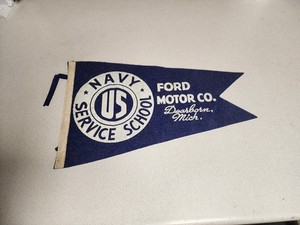 NAVY
US
SERVICE SCHOOL
FORD
MOTOR CO.
Dearborn,
Mich.